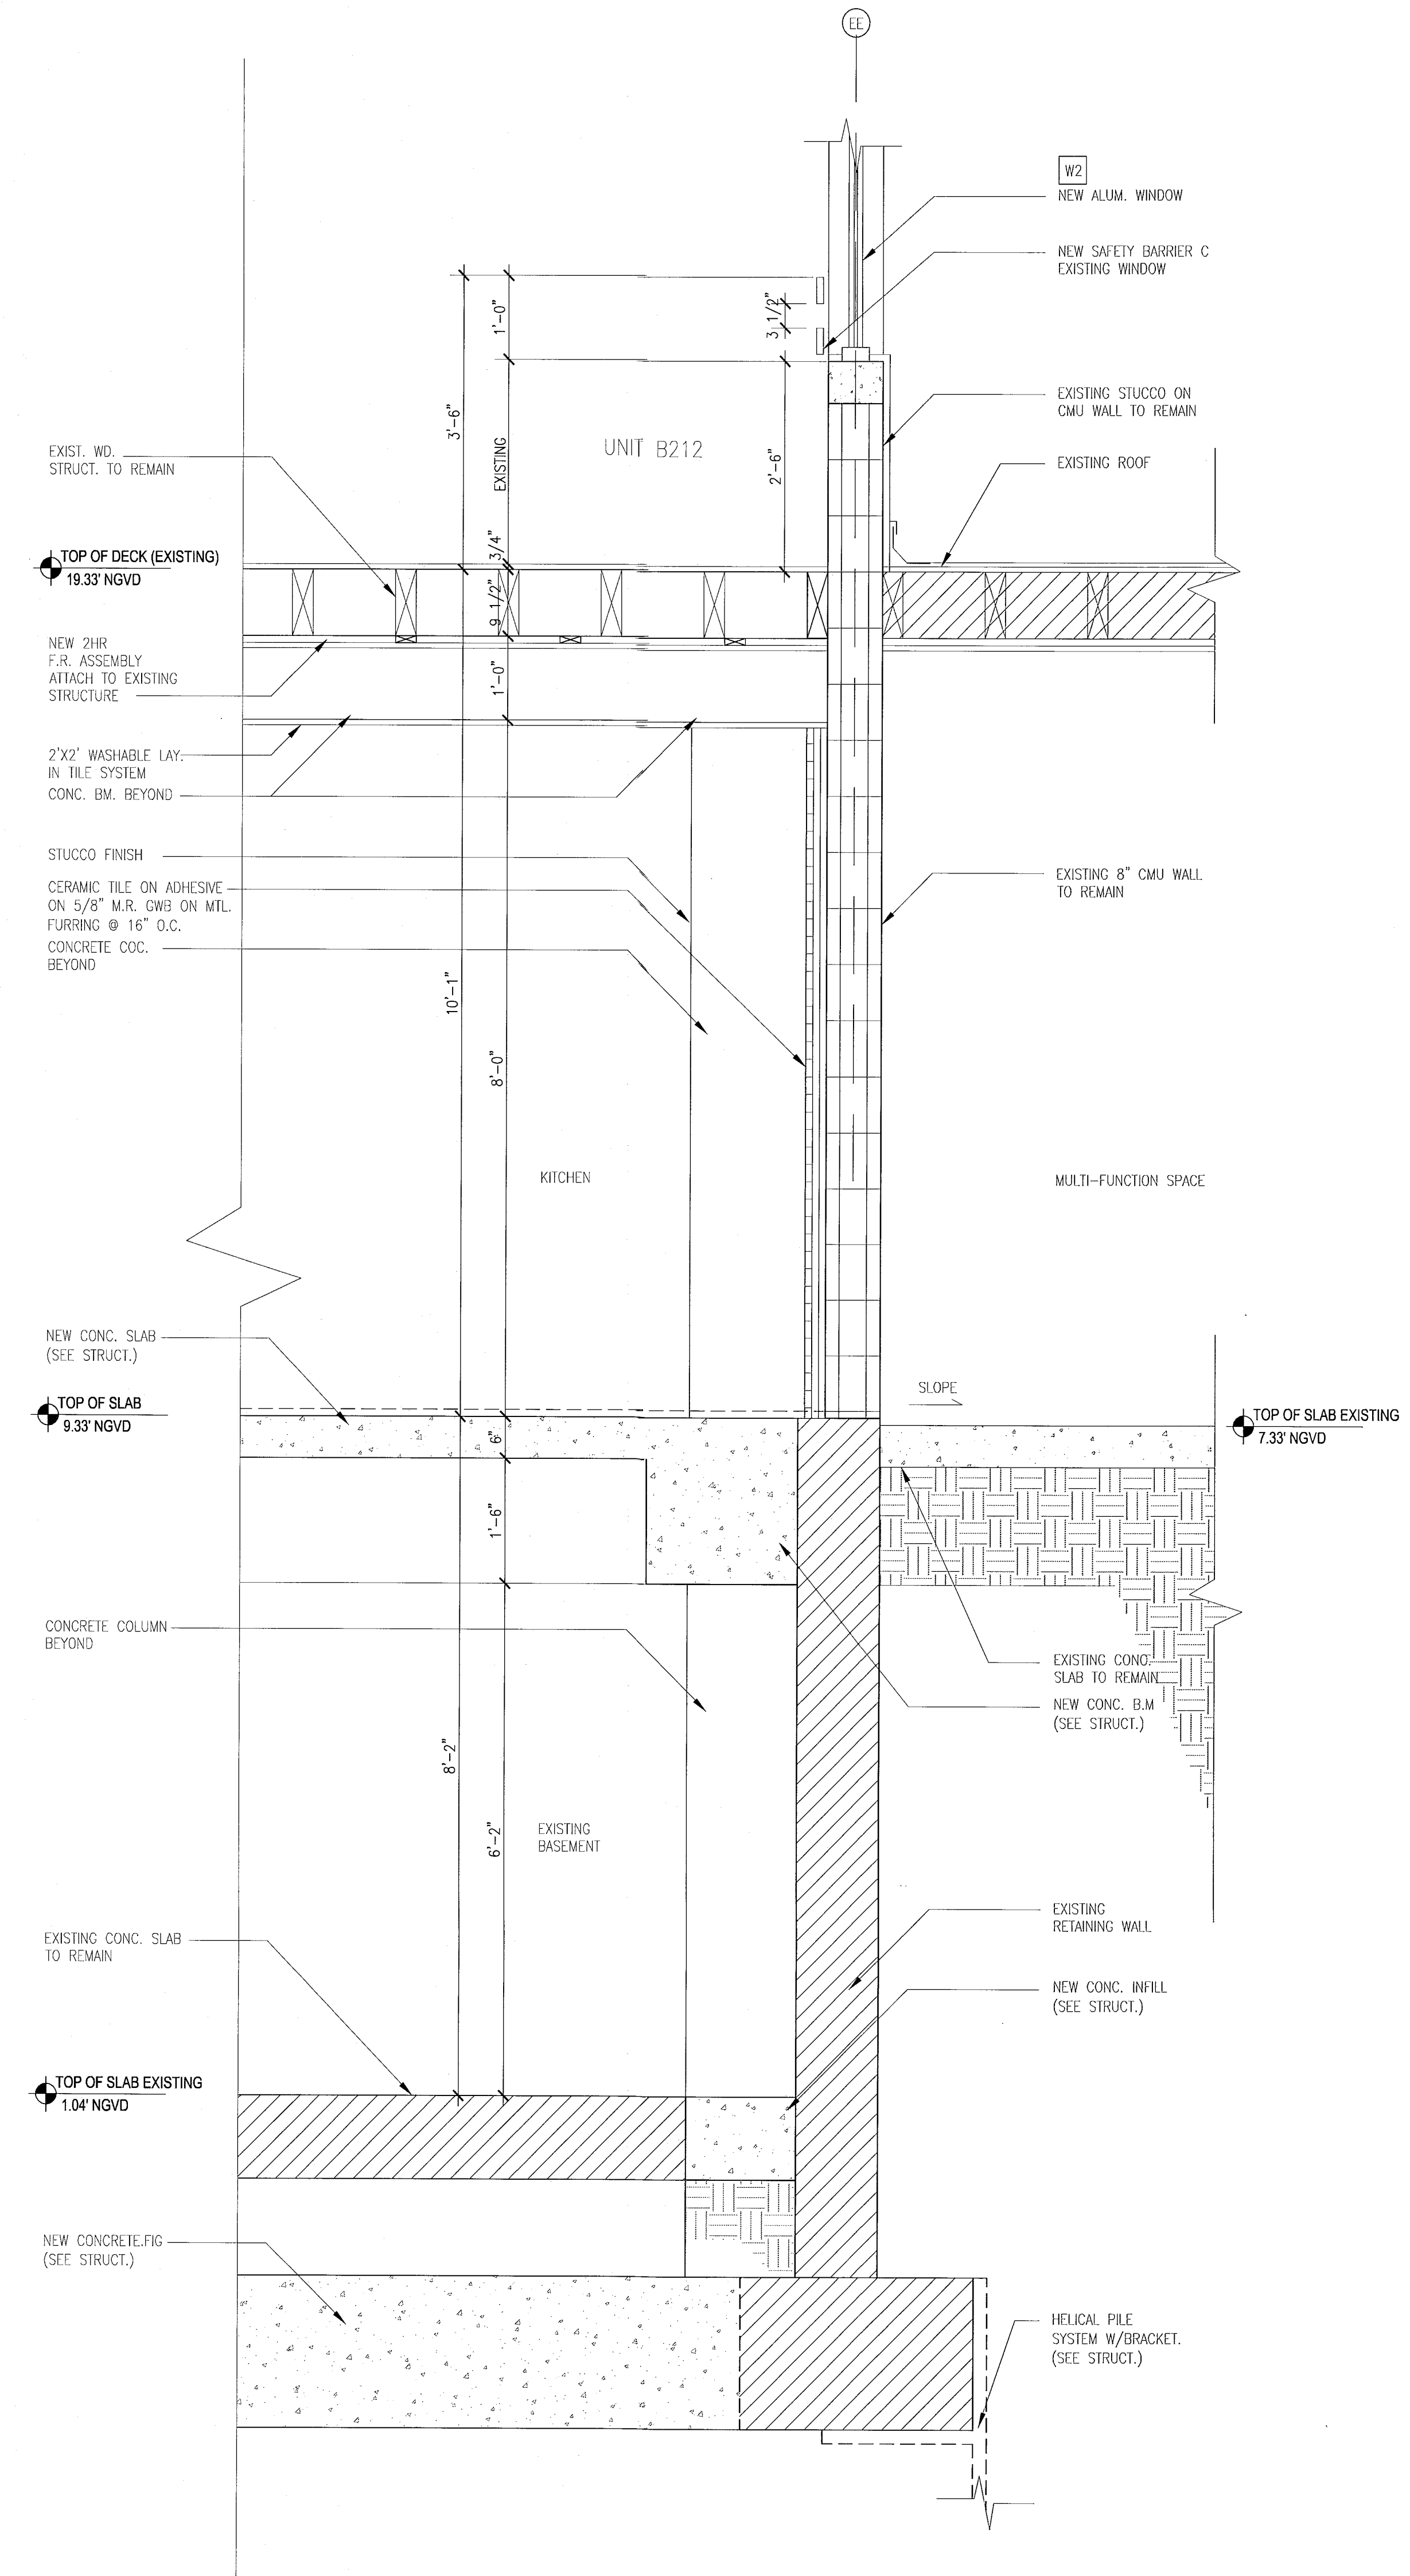 EE
W2
NEW ALUM. WINDOW
NEW SAFETY BARRIER C
EXISTING WINDOW
1'-0"
3 1/2"
3'-6"
EXISTING
UNIT B212
2'-6"
EXISTING STUCCO ON
CMU WALL TO REMAIN
EXISTING ROOF
EXIST. WD.
STRUCT. TO REMAIN
3/4"
TOP OF DECK (EXISTING)
19.33' NGVD
9 1/2"
NEW 2HR
F.R. ASSEMBLY
ATTACH TO EXISTING
STRUCTURE
1'-0"
2'X2' WASHABLE LAY.
IN TILE SYSTEM
CONC. BM. BEYOND
STUCCO FINISH
CERAMIC TILE ON ADHESIVE
ON 5/8" M.R. GWB ON MTL.
FURRING @ 16" O.C.
CONCRETE COC.
BEYOND
EXISTING 8" CMU WALL
TO REMAIN
10'-1"
8'-0"
KITCHEN
MULTI-FUNCTION SPACE
NEW CONC. SLAB
(SEE STRUCT.)
SLOPE
TOP OF SLAB
9.33' NGVD
TOP OF SLAB EXISTING
7.33' NGVD
6"
1'-6"
CONCRETE COLUMN
BEYOND
EXISTING CONC.
SLAB TO REMAIN
NEW CONC. B.M
(SEE STRUCT.)
8'-2"
6'-2"
EXISTING
BASEMENT
EXISTING
RETAINING WALL
EXISTING CONC. SLAB
TO REMAIN
NEW CONC. INFILL
(SEE STRUCT.)
TOP OF SLAB EXISTING
1.04' NGVD
NEW CONCRETE.FIG
(SEE STRUCT.)
HELICAL PILE
SYSTEM W/BRACKET.
(SEE STRUCT.)